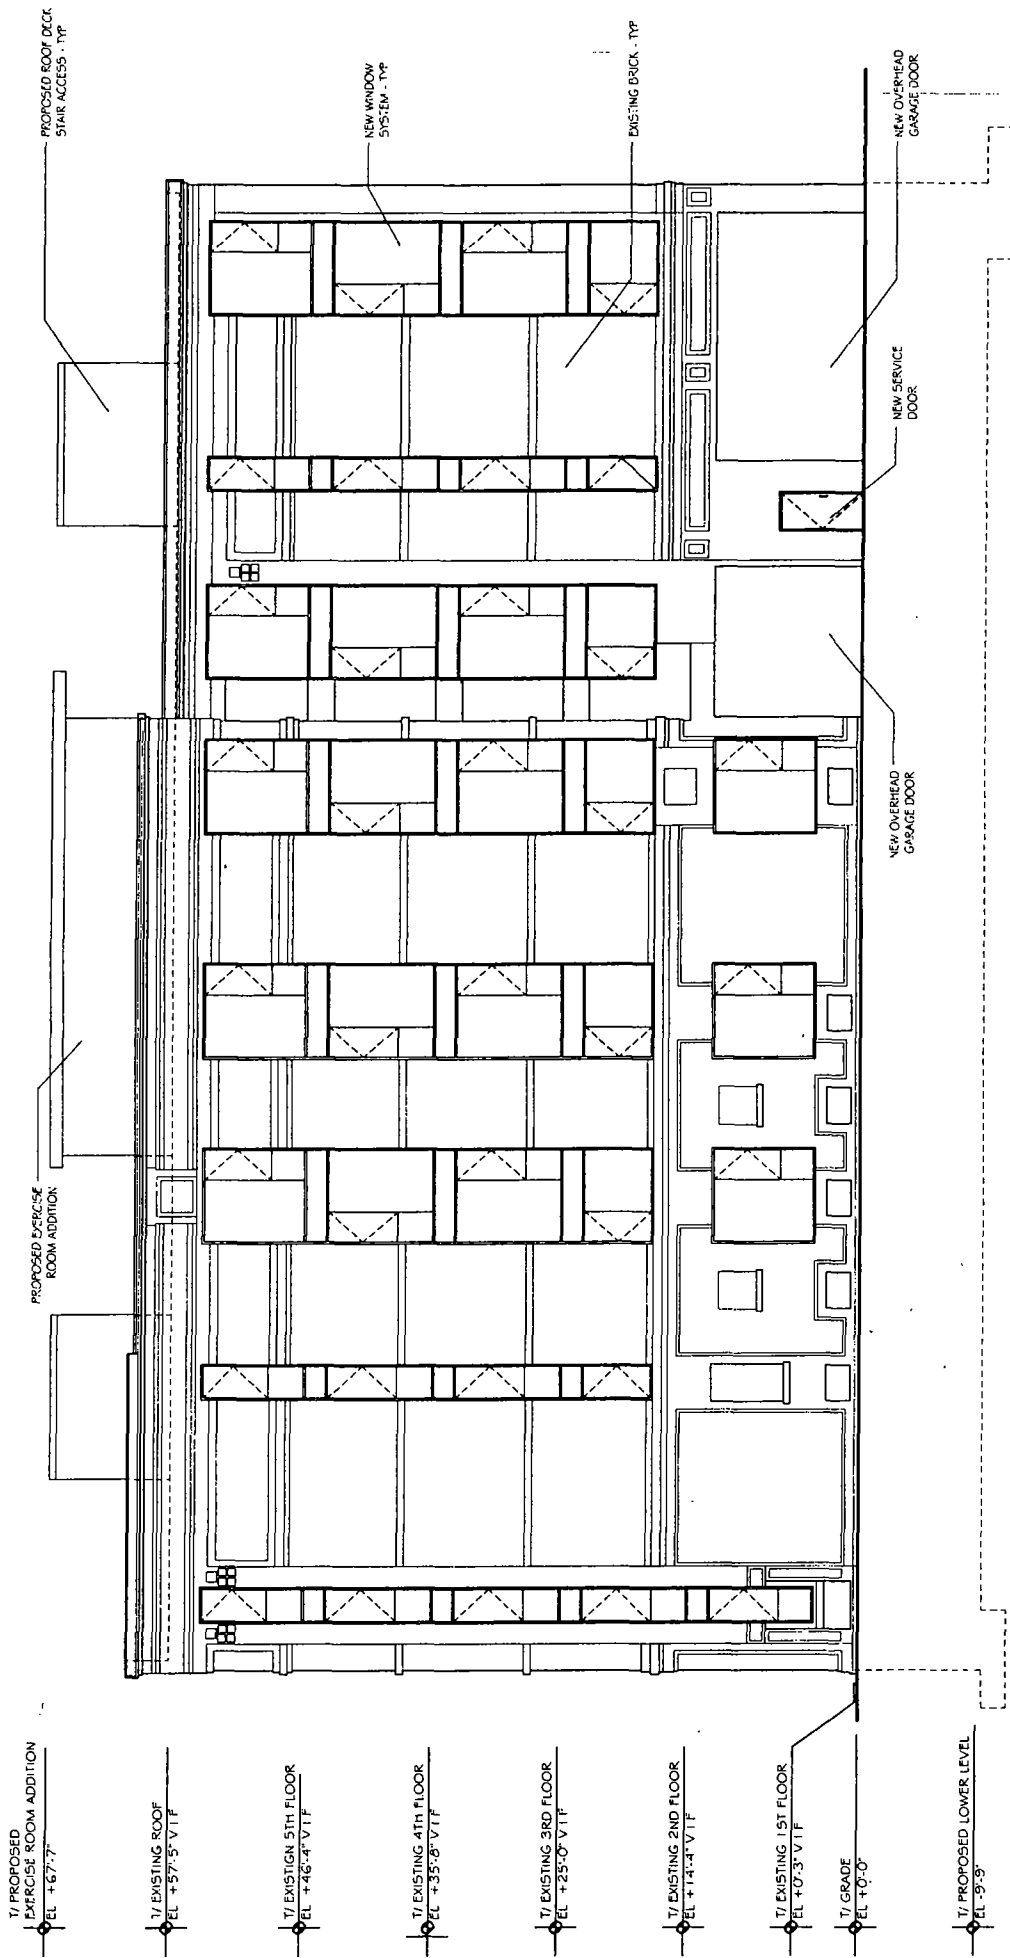 PROPOSED ROOF DECK
STAIR ACCESS - TYP
NEW WINDOW
SYSTEM - TYP
EXISTING BRICK - TYP
NEW OVERHEAD
GARAGE DOOR
NEW SERVICE
DOOR
NEW OVERHEAD
GARAGE DOOR
PROPOSED EXERCISE
ROOM ADDITION
T/ PROPOSED
EXERCISE ROOM ADDITION
EL +67'-7"
T/ EXISTING ROOF
EL +57'-5" V I F
T/ EXISTIGN 5TH FLOOR
EL +46'-4" V I F
T/ EXISTING 4TH FLOOR
EL +35'-8" V I F
T/ EXISTING 3RD FLOOR
EL +25'-0" V I F
T/ EXISTING 2ND FLOOR
EL +14'-4" V I F
T/ EXISTING 1ST FLOOR
EL +0'-3" V I F
T/ GRADE
EL +0'-0"
T/ PROPOSED LOWER LEVEL
EL -9'-9"